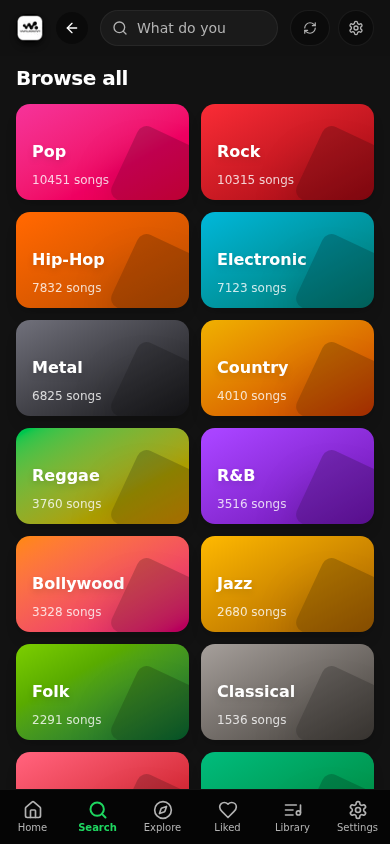 What do you
Browse all
Pop
10451 songs
Rock
10315 songs
Hip-Hop
7832 songs
Electronic
7123 songs
Metal
6825 songs
Country
4010 songs
Reggae
3760 songs
R&B
3516 songs
Bollywood
3328 songs
Jazz
2680 songs
Folk
2291 songs
Classical
1536 songs
Home
Search
Explore
Liked
Library
Settings